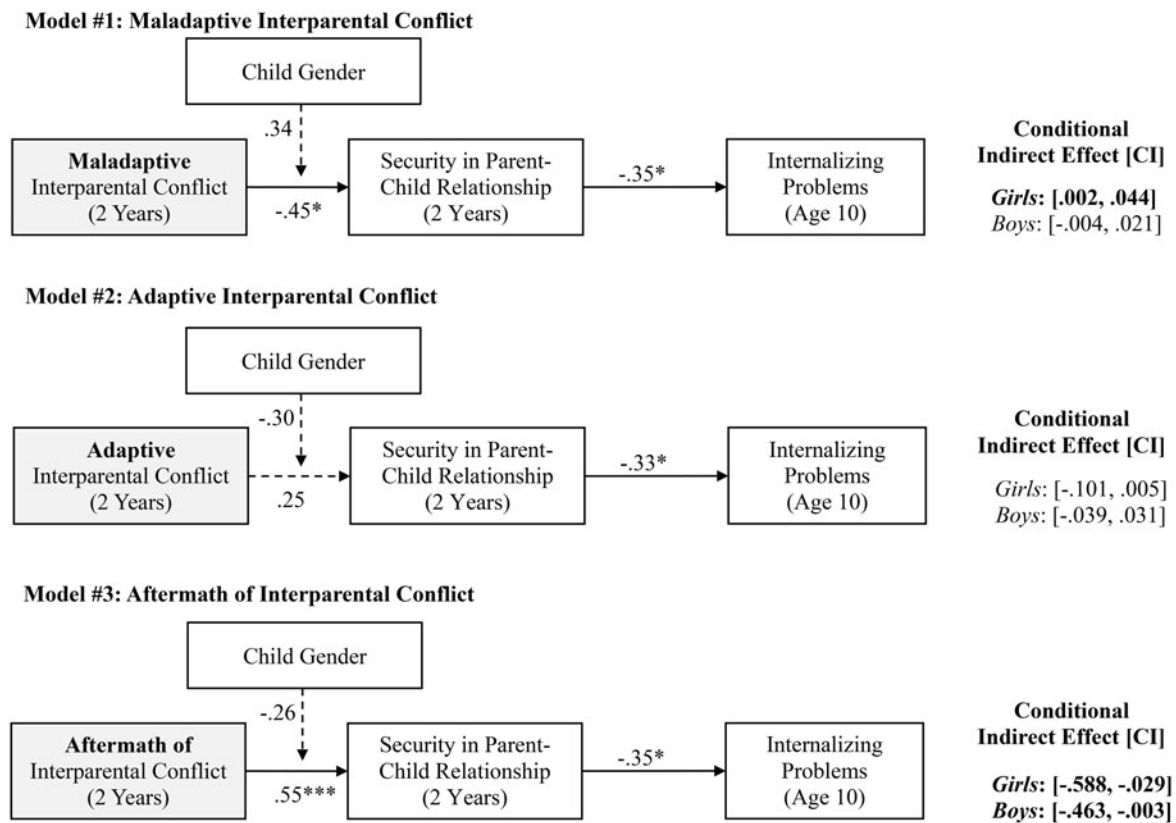 Model #1: Maladaptive Interparental Conflict
Child Gender
.34
Maladaptive
Interparental Conflict
(2 Years)
-.45*
Security in Parent-
Child Relationship
(2 Years)
-.35*
Internalizing
Problems
(Age 10)
Conditional
Indirect Effect [CI]
Girls: [.002, .044]
Boys: [-.004, .021]
Model #2: Adaptive Interparental Conflict
Child Gender
-.30
Adaptive
Interparental Conflict
(2 Years)
.25
Security in Parent-
Child Relationship
(2 Years)
-.33*
Internalizing
Problems
(Age 10)
Conditional
Indirect Effect [CI]
Girls: [-.101, .005]
Boys: [-.039, .031]
Model #3: Aftermath of Interparental Conflict
Child Gender
-.26
Aftermath of
Interparental Conflict
(2 Years)
.55***
Security in Parent-
Child Relationship
(2 Years)
-.35*
Internalizing
Problems
(Age 10)
Conditional
Indirect Effect [CI]
Girls: [-.588, -.029]
Boys: [-.463, -.003]